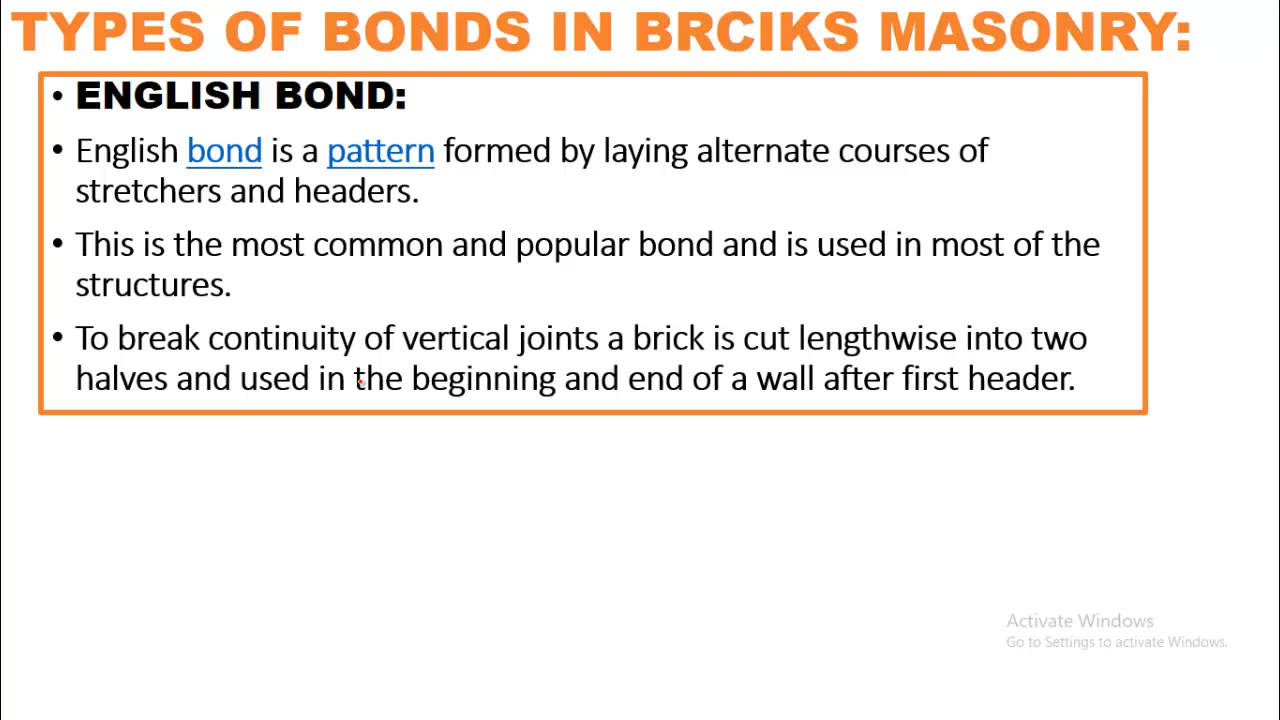 TYPES OF BONDS IN BRCIKS MASONRY:
• ENGLISH BOND:
• English bond is a pattern formed by laying alternate courses of
stretchers and headers.
• This is the most common and popular bond and is used in most of the
structures.
• To break continuity of vertical joints a brick is cut lengthwise into two
halves and used in the beginning and end of a wall after first header.
Activate Windows
Go to Settings to activate Windows.